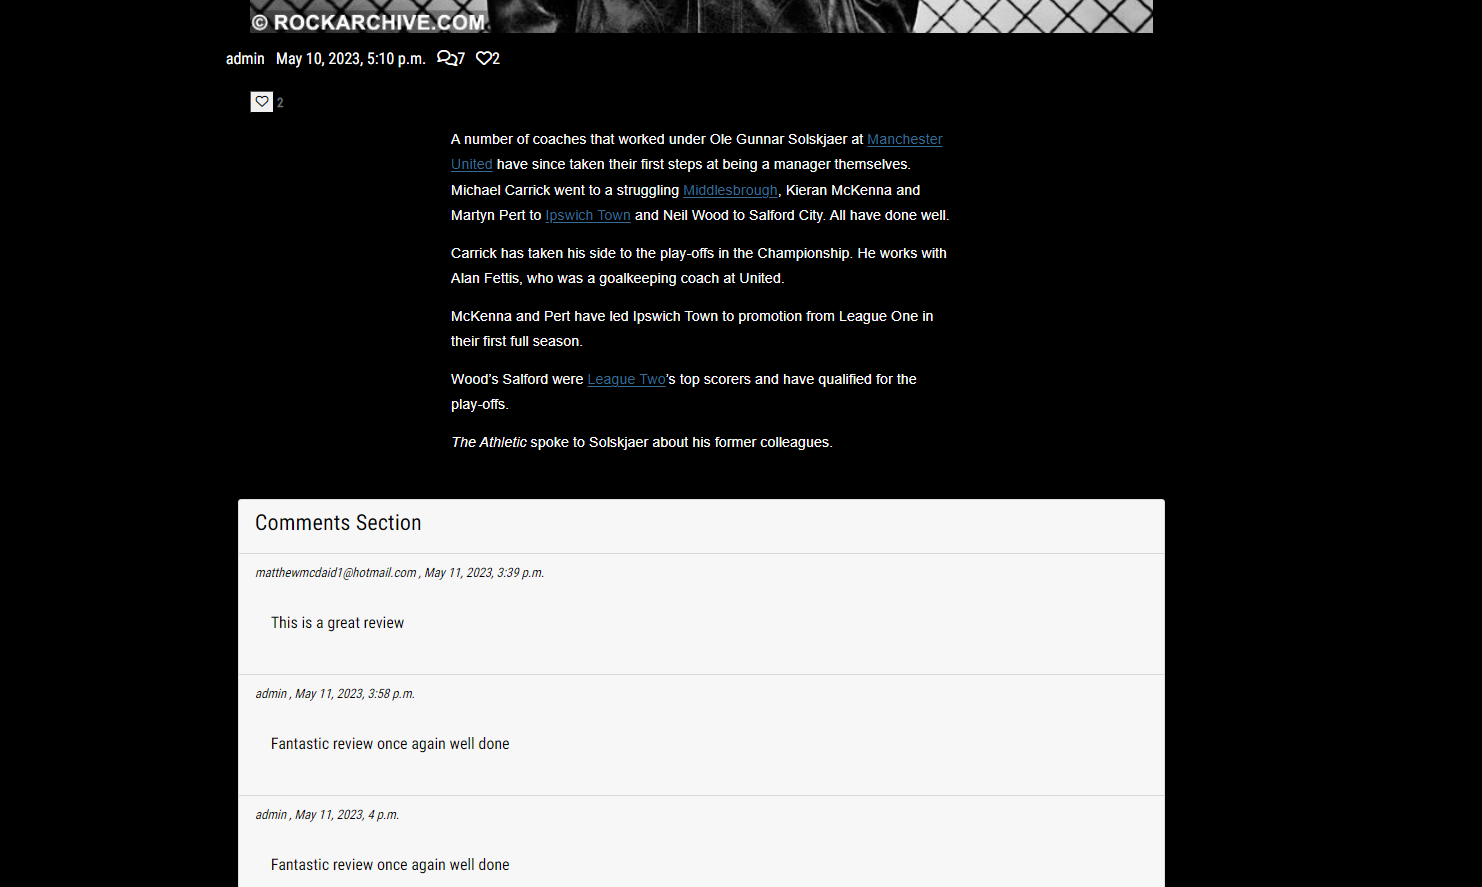 © ROCKARCHIVE.COM
admin May 10, 2023, 5:10 p.m. 7 2
2
A number of coaches that worked under Ole Gunnar Solskjaer at Manchester
United have since taken their first steps at being a manager themselves.
Michael Carrick went to a struggling Middlesbrough, Kieran McKenna and
Martyn Pert to Ipswich Town and Neil Wood to Salford City. All have done well.
Carrick has taken his side to the play-offs in the Championship. He works with
Alan Fettis, who was a goalkeeping coach at United.
McKenna and Pert have led Ipswich Town to promotion from League One in
their first full season.
Wood’s Salford were League Two’s top scorers and have qualified for the
play-offs.
The Athletic spoke to Solskjaer about his former colleagues.
Comments Section
matthewmcdaid1@hotmail.com , May 11, 2023, 3:39 p.m.
This is a great review
admin , May 11, 2023, 3:58 p.m.
Fantastic review once again well done
admin , May 11, 2023, 4 p.m.
Fantastic review once again well done